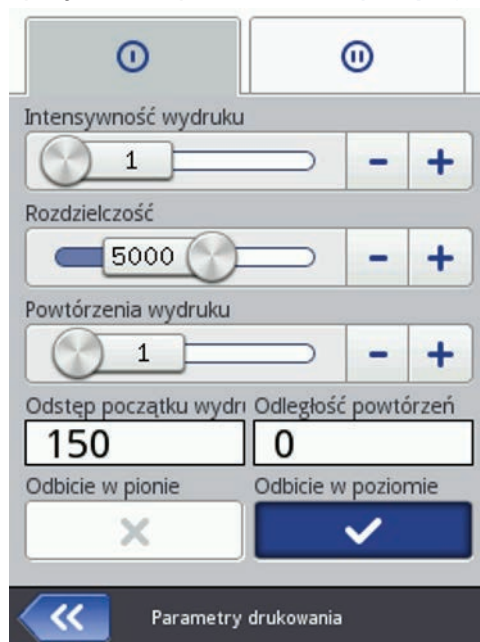 Intensywność wydruku
1
- +
Rozdzielczość
5000
- +
Powtórzenia wydruku
1
- +
Odstęp początku wydr Odległość powtórzeń
150 0
Odbicie w pionie Odbicie w poziomie
Parametry drukowania